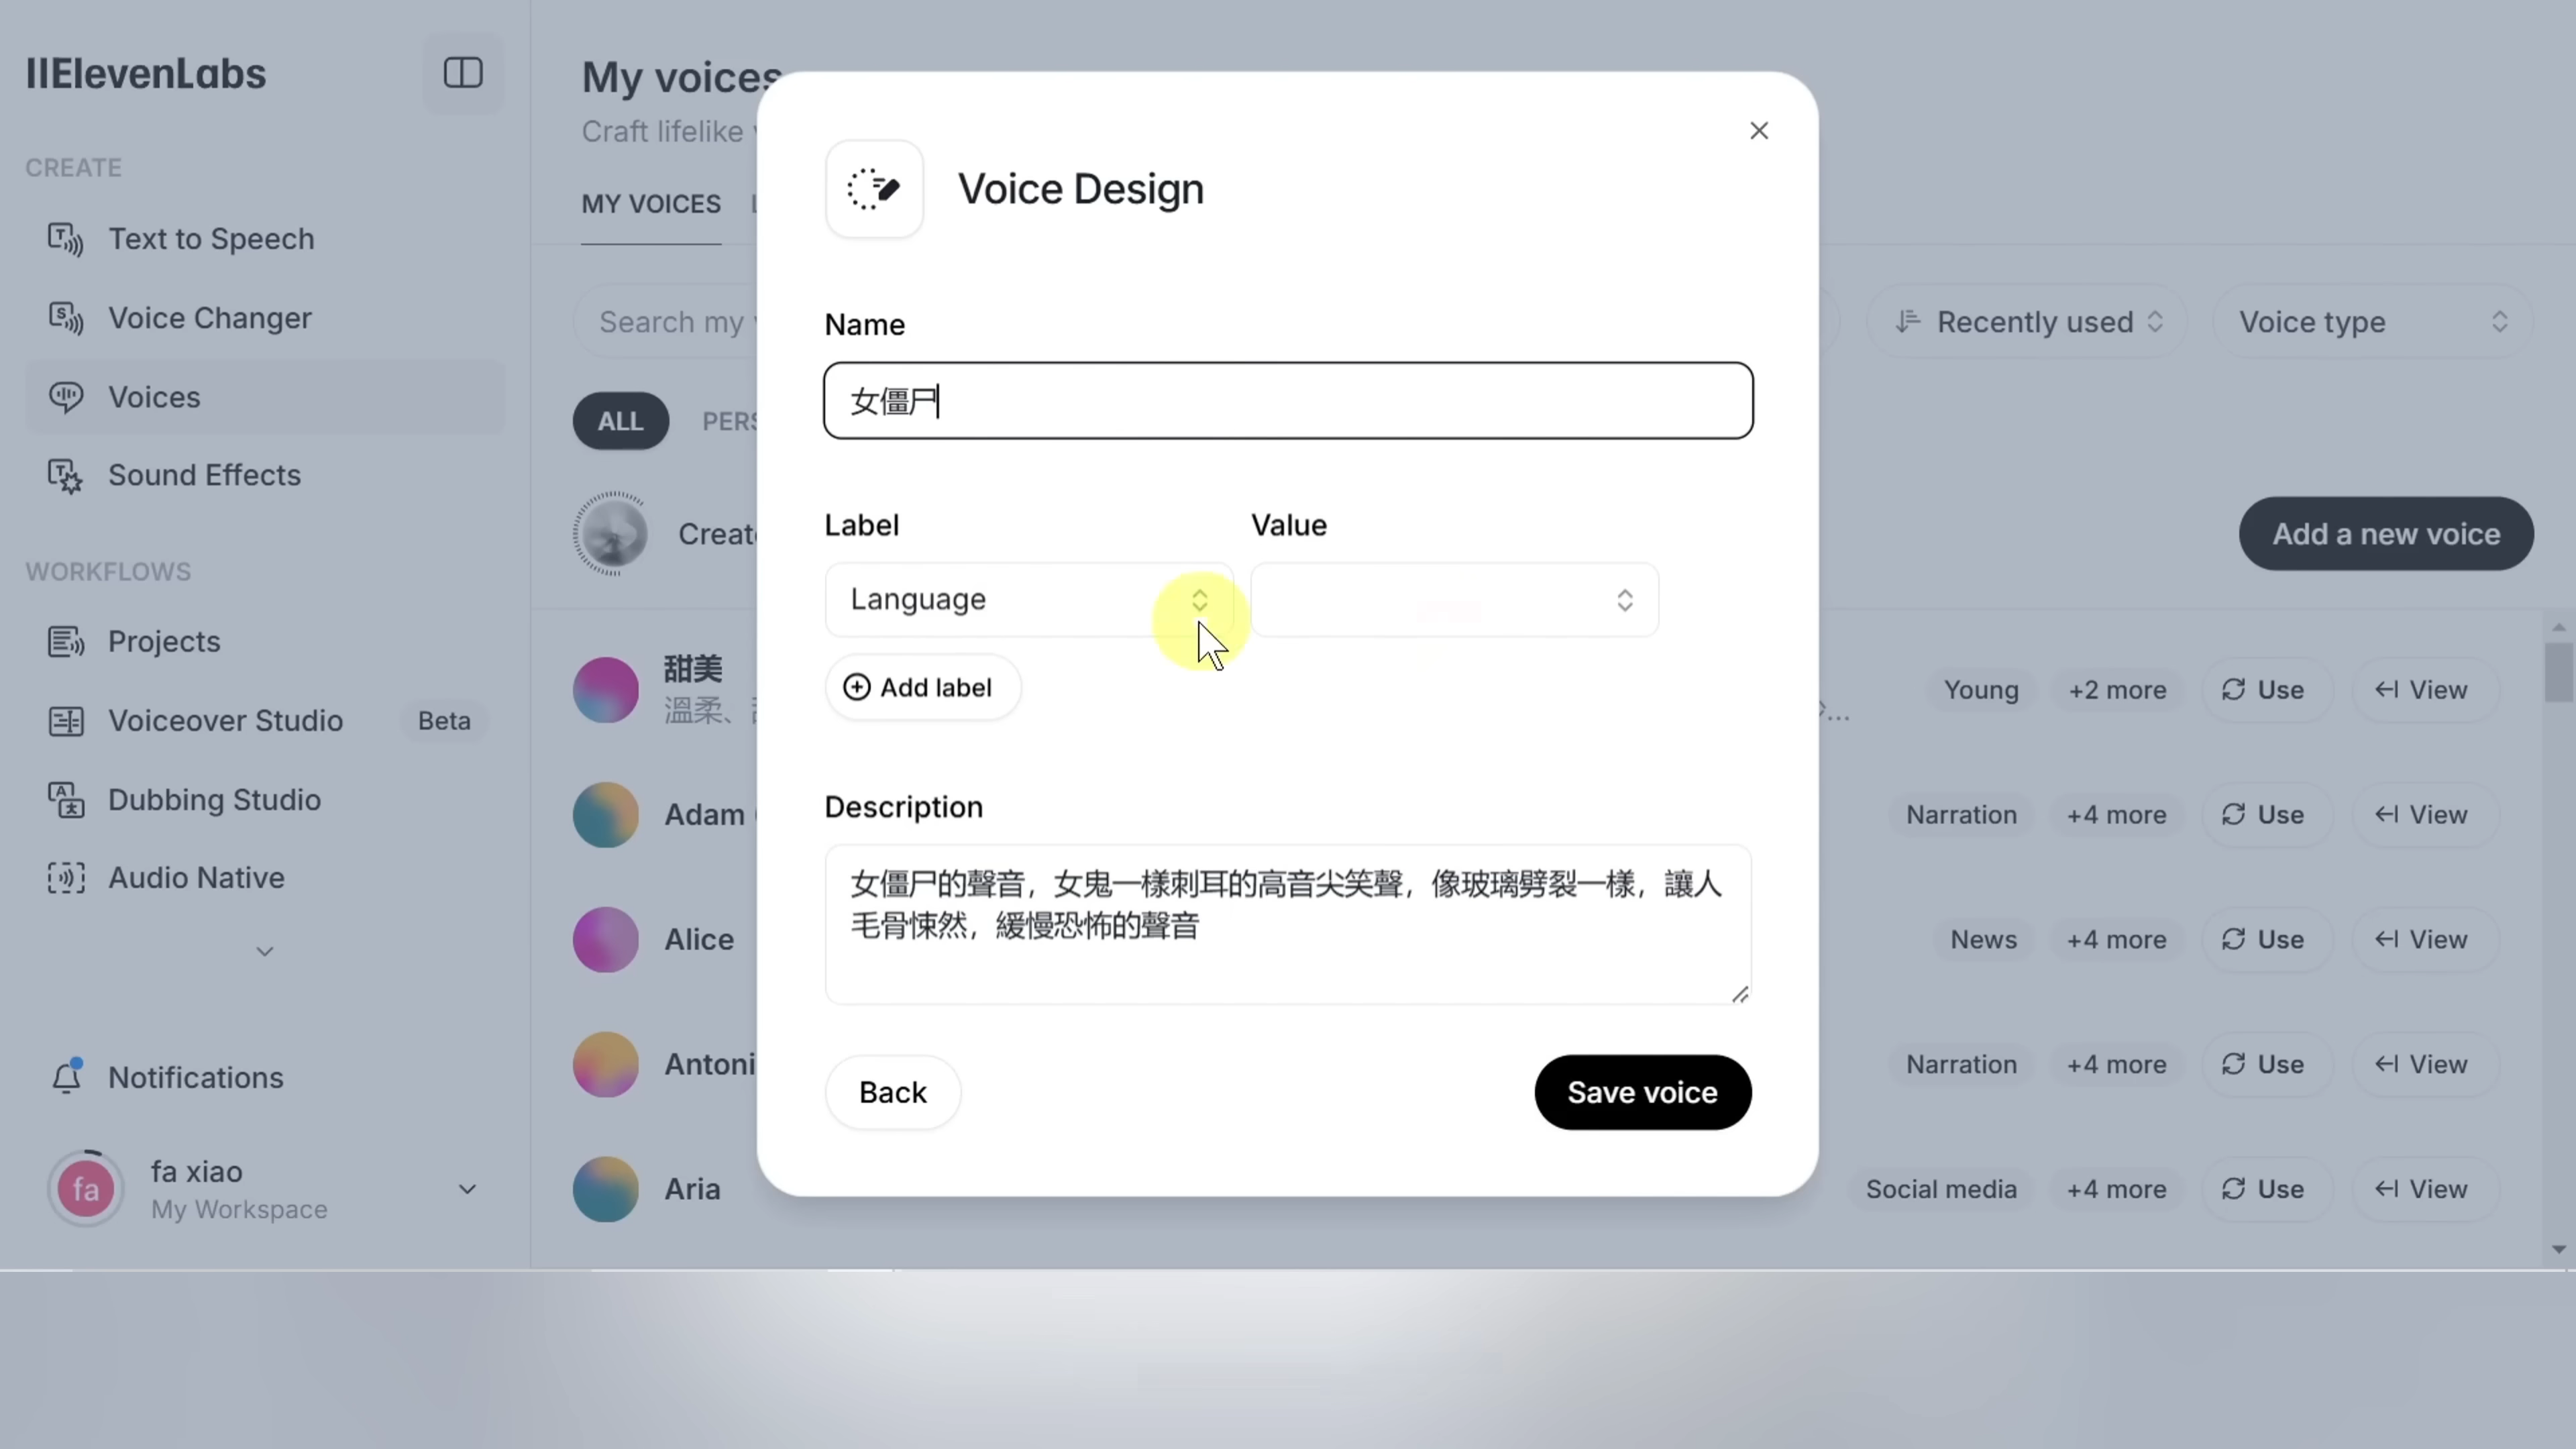 IIElevenLabs
CREATE
Text to Speech
Voice Changer
Voices
Sound Effects
WORKFLOWS
Projects
Voiceover Studio Beta
Dubbing Studio
Audio Native
Notifications
fa
fa xiao
My Workspace
My voices
Craft lifelike
MY VOICES
Search my
Recently used
Voice type
ALL
Add a new voice
甜美
溫柔、
Young +2 more Use View
Adam
Narration +4 more Use View
Alice
News +4 more Use View
Antoni
Narration +4 more Use View
Aria
Social media +4 more Use View
Voice Design
Name
女僵尸
Label Value
Language
Add label
Description
女僵尸的聲音，女鬼一樣刺耳的高音尖笑聲，像玻璃劈裂一樣，讓人
毛骨悚然，緩慢恐怖的聲音
Back
Save voice